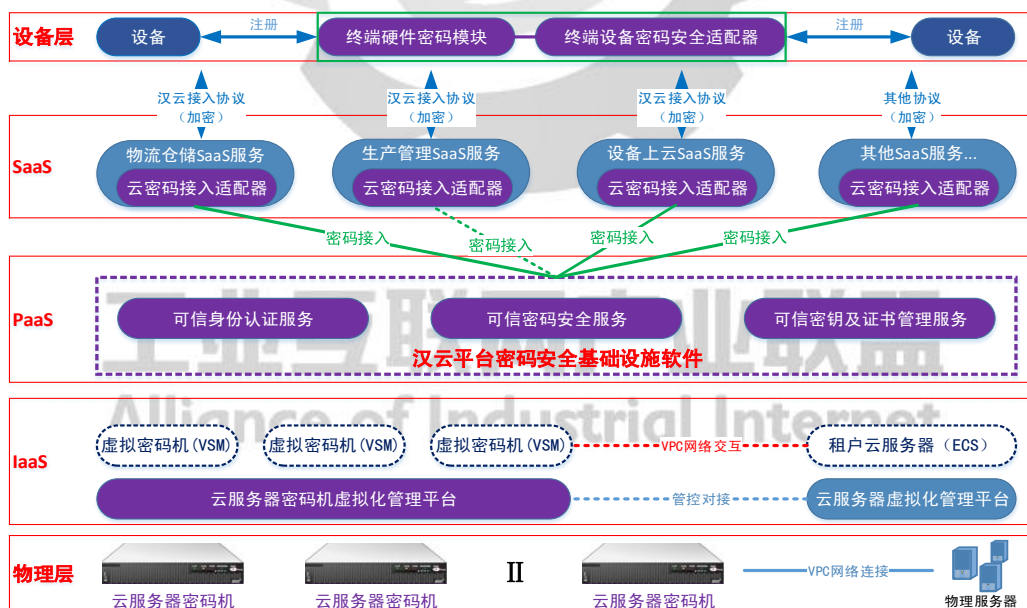 设备层
设备
注册
终端硬件密码模块
终端设备密码安全适配器
注册
设备
汉云接入协议
（加密）
汉云接入协议
（加密）
汉云接入协议
（加密）
其他协议
（加密）
SaaS
物流仓储SaaS服务
云密码接入适配器
生产管理SaaS服务
云密码接入适配器
设备上云SaaS服务
云密码接入适配器
其他SaaS服务...
云密码接入适配器
密码接入
密码接入
密码接入
密码接入
PaaS
可信身份认证服务
可信密码安全服务
可信密钥及证书管理服务
工业互联网产业联盟
汉云平台密码安全基础设施软件
Alliance of Industrial Internet
IaaS
虚拟密码机(VSM)
虚拟密码机(VSM)
虚拟密码机(VSM)
VPC网络交互
租户云服务器（ECS）
云服务器密码机虚拟化管理平台
管控对接
云服务器虚拟化管理平台
物理层
云服务器密码机
云服务器密码机
II
云服务器密码机
VPC网络连接
物理服务器